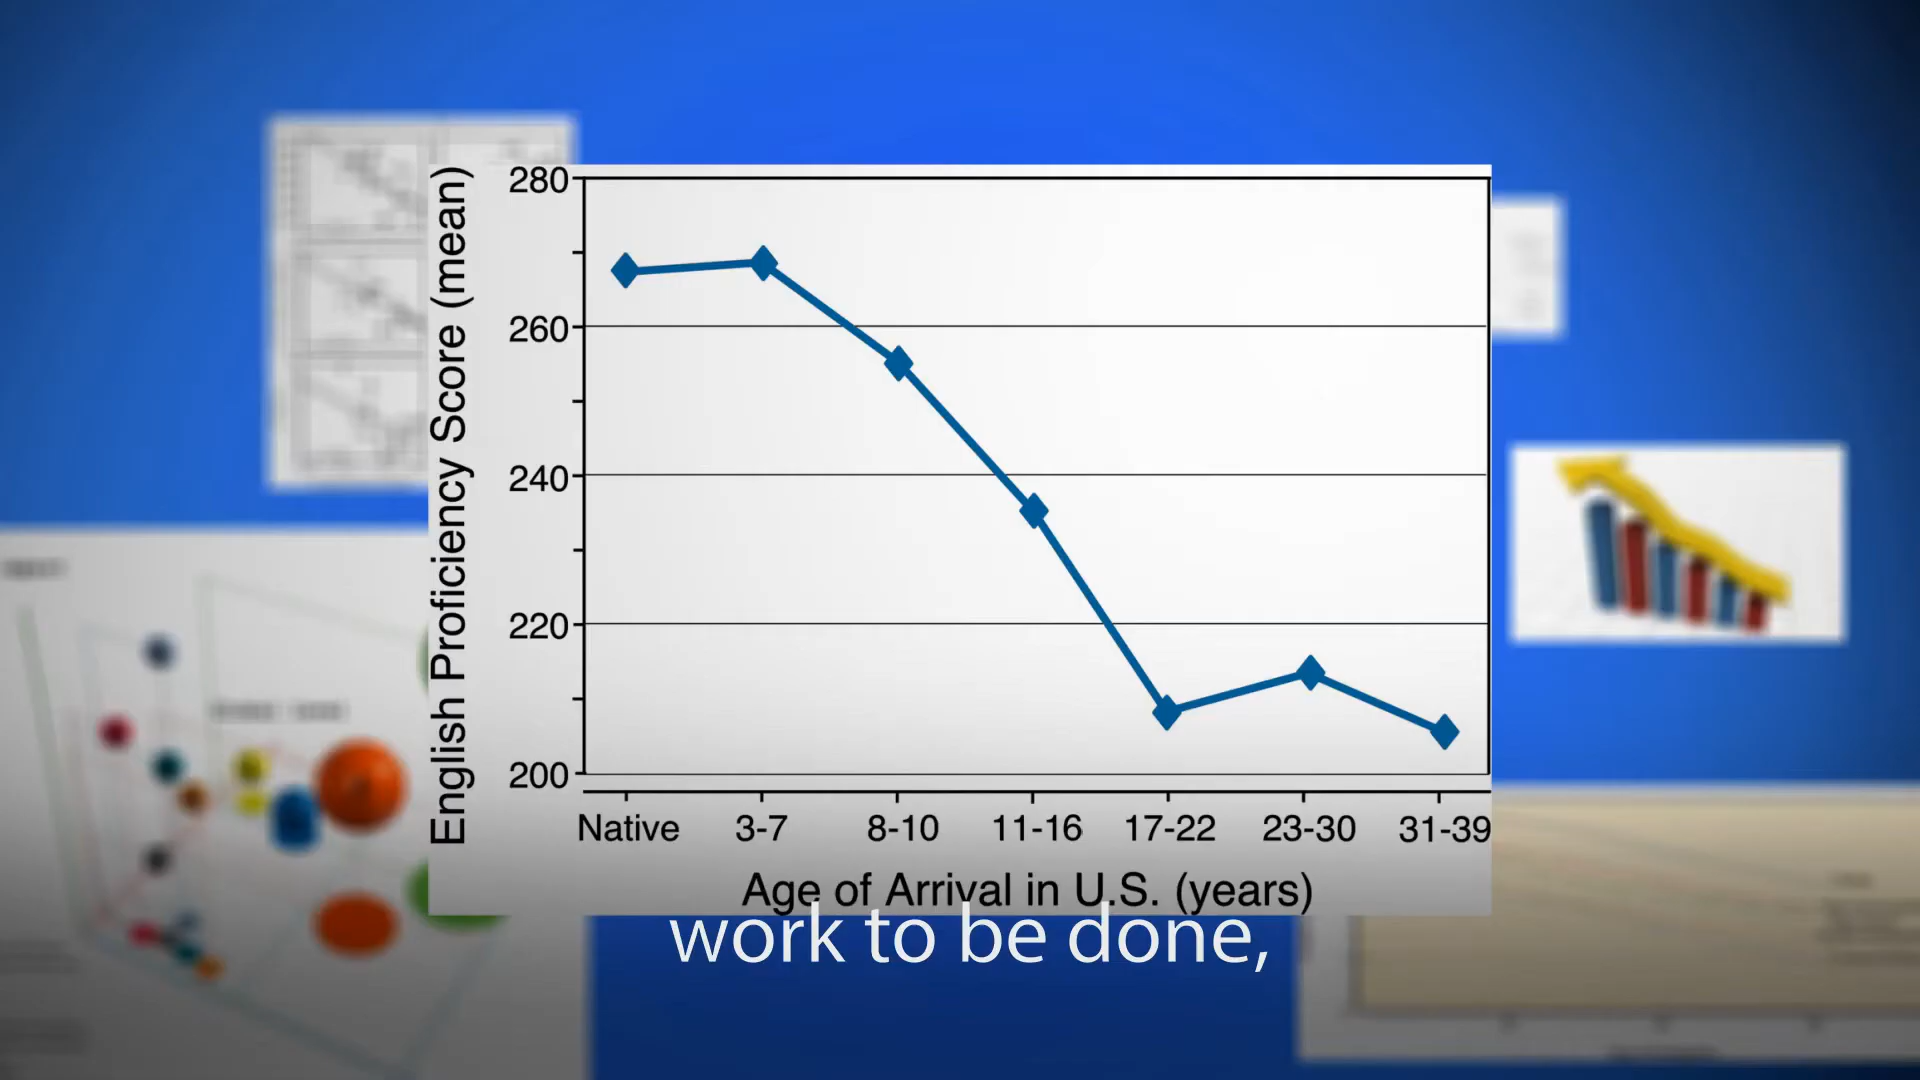 English Proficiency Score (mean)
280
260
240
220
200
Native 3-7 8-10 11-16 17-22 23-30 31-39
Age of Arrival in U.S. (years)
work to be done,